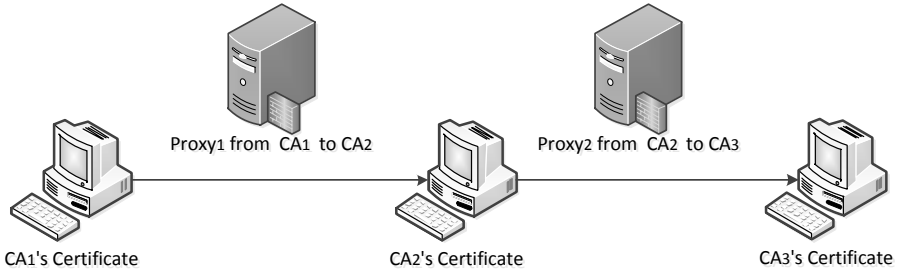 Proxy1 from CA1 to CA2
Proxy2 from CA2 to CA3
CA1's Certificate
CA2's Certificate
CA3's Certificate